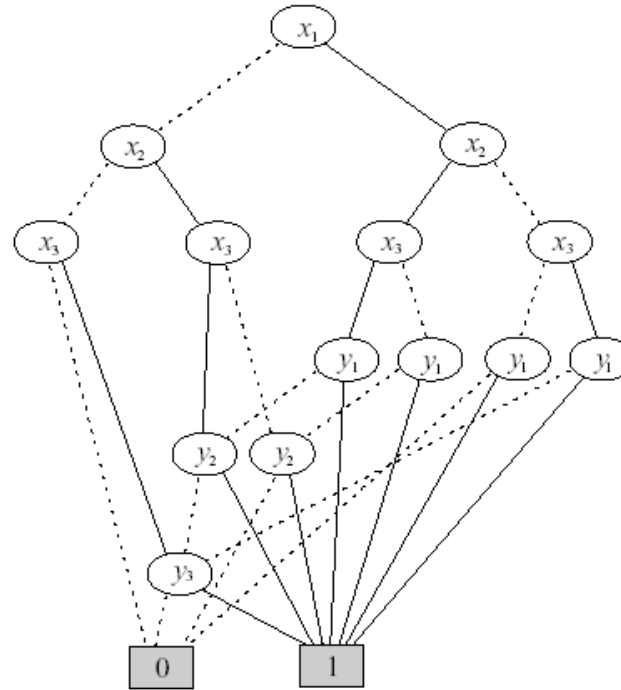 x₁
x₂ x₂
x₃ x₃ x₃ x₃
y₁ y₁ y₁ y₁
y₂ y₂
y₃
0 1